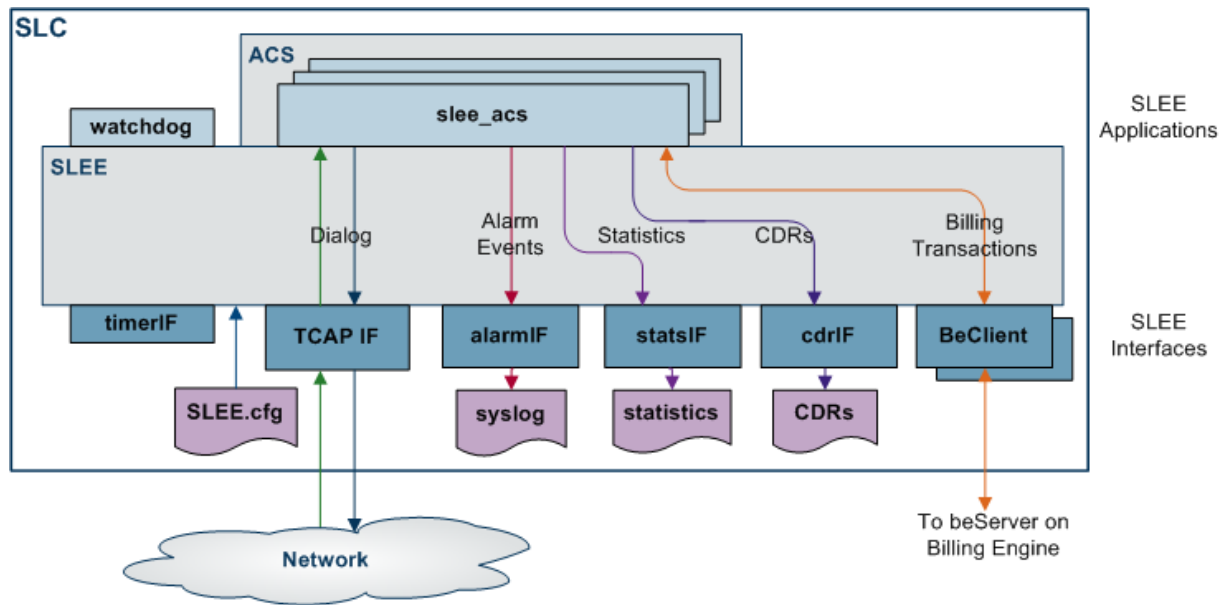 SLC
ACS
slee_acs
SLEE
Applications
watchdog
SLEE
Dialog
Alarm
Events
Statistics
CDRs
Billing
Transactions
timerIF
TCAP IF
alarmIF
statsIF
cdrIF
BeClient
SLEE
Interfaces
SLEE.cfg
syslog
statistics
CDRs
To beServer on
Billing Engine
Network